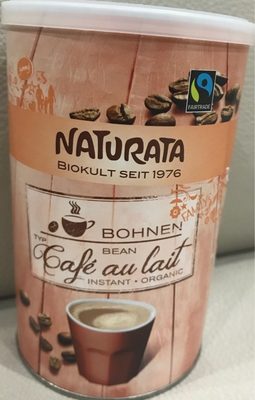 FAIRTRADE
NATURATA
BIOKULT SEIT 1976
BOHNEN
BEAN
TYP
Café au lait
INSTANT • ORGANIC